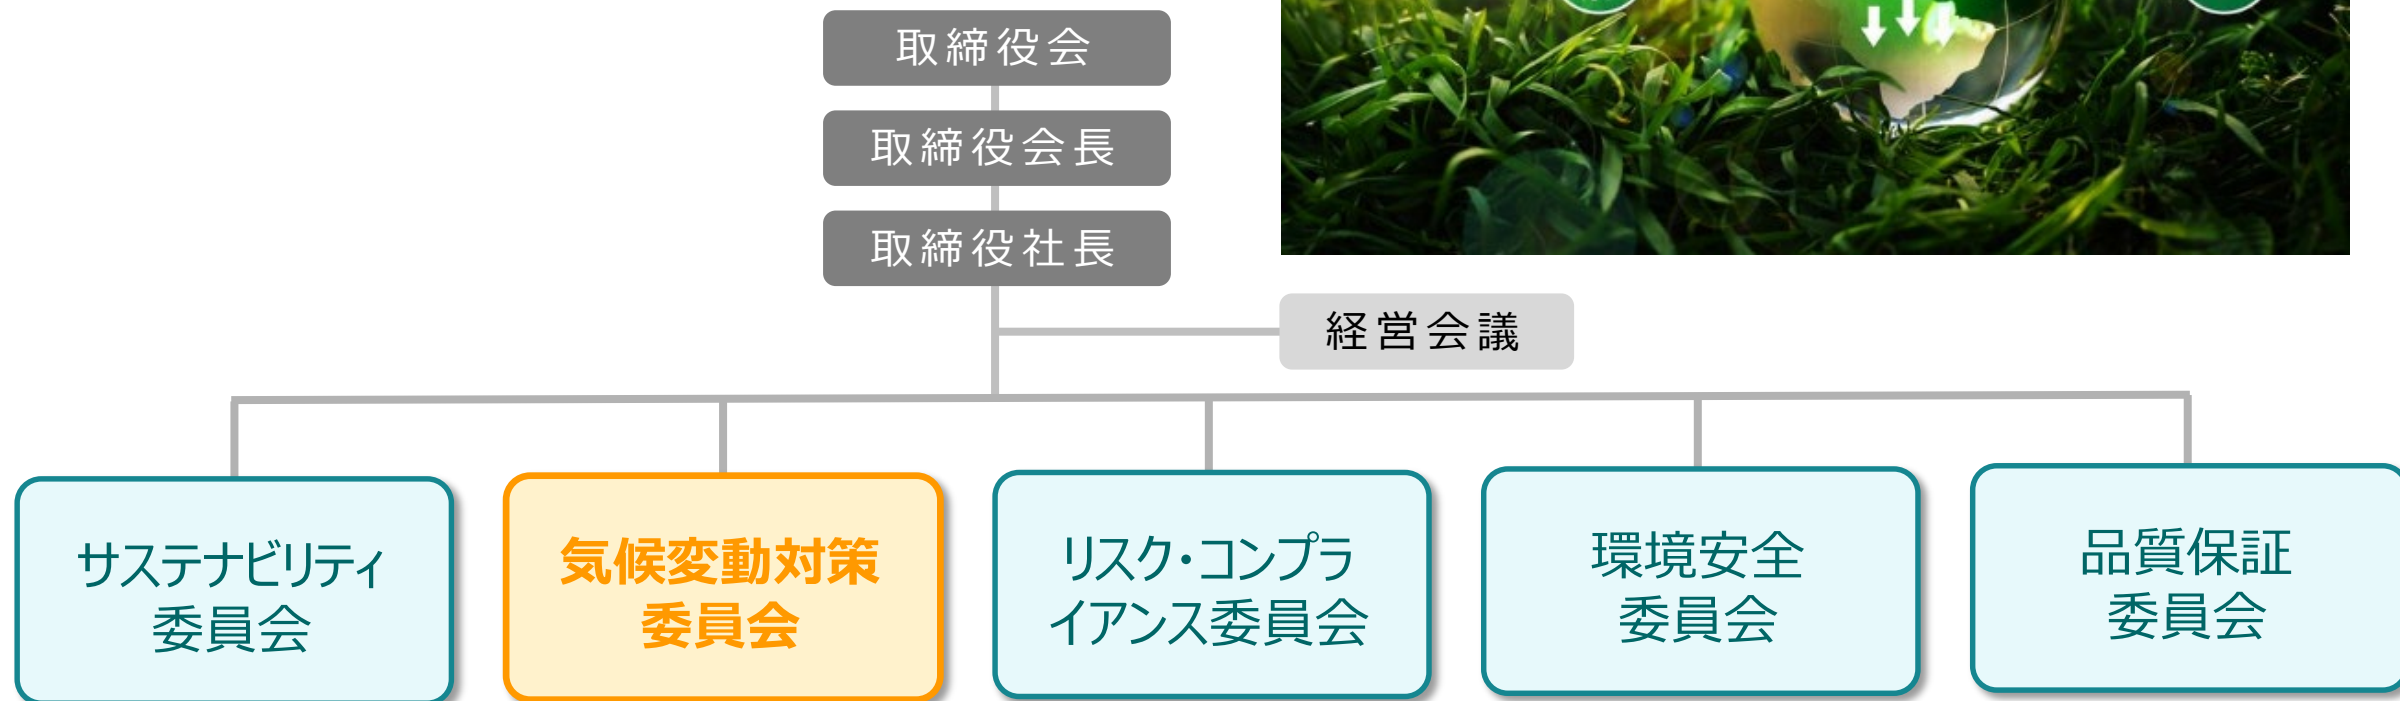 取締役会
取締役会長
取締役社長
経営会議
サステナビリティ
委員会
気候変動対策
委員会
リスク・コンプラ
イアンス委員会
環境安全
委員会
品質保証
委員会